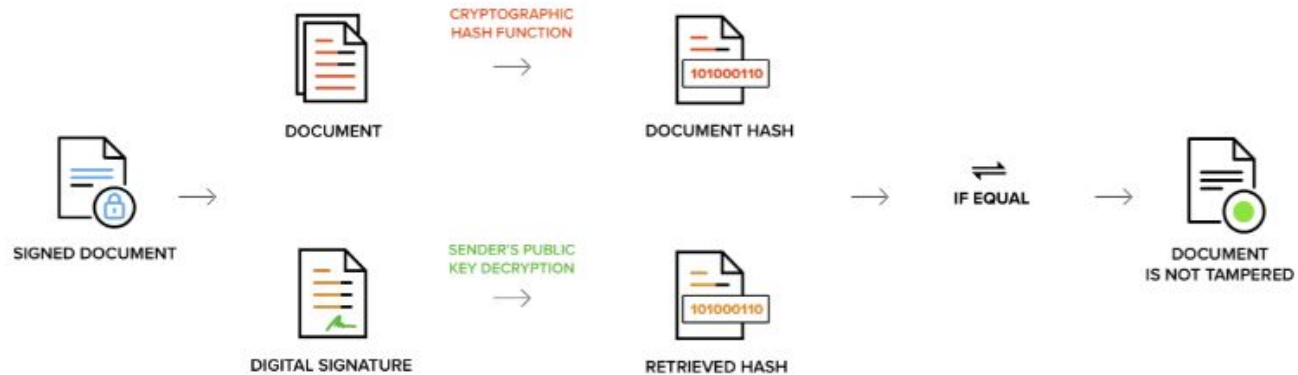 CRYPTOGRAPHIC
HASH FUNCTION
101000110
DOCUMENT
DOCUMENT HASH
IF EQUAL
SIGNED DOCUMENT
SENDER'S PUBLIC
KEY DECRYPTION
DOCUMENT
IS NOT TAMPERED
101000110
DIGITAL SIGNATURE
RETRIEVED HASH